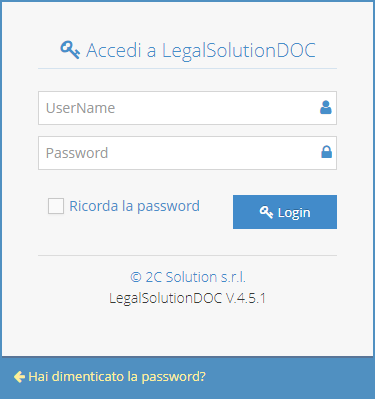 Accedi a LegalSolutionDOC
UserName
Password
Ricorda la password
Login
© 2C Solution s.r.l.
LegalSolutionDOC V.4.5.1
Hai dimenticato la password?